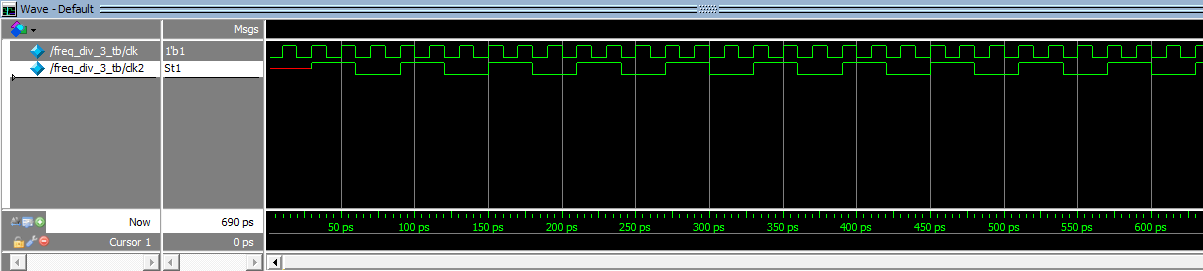 Wave - Default
Msgs
/freq_div_3_tb/clk 1'b1
/freq_div_3_tb/clk2 St1
Now 690 ps
50 ps 100 ps 150 ps 200 ps 250 ps 300 ps 350 ps 400 ps 450 ps 500 ps 550 ps 600 ps
Cursor 1 0 ps